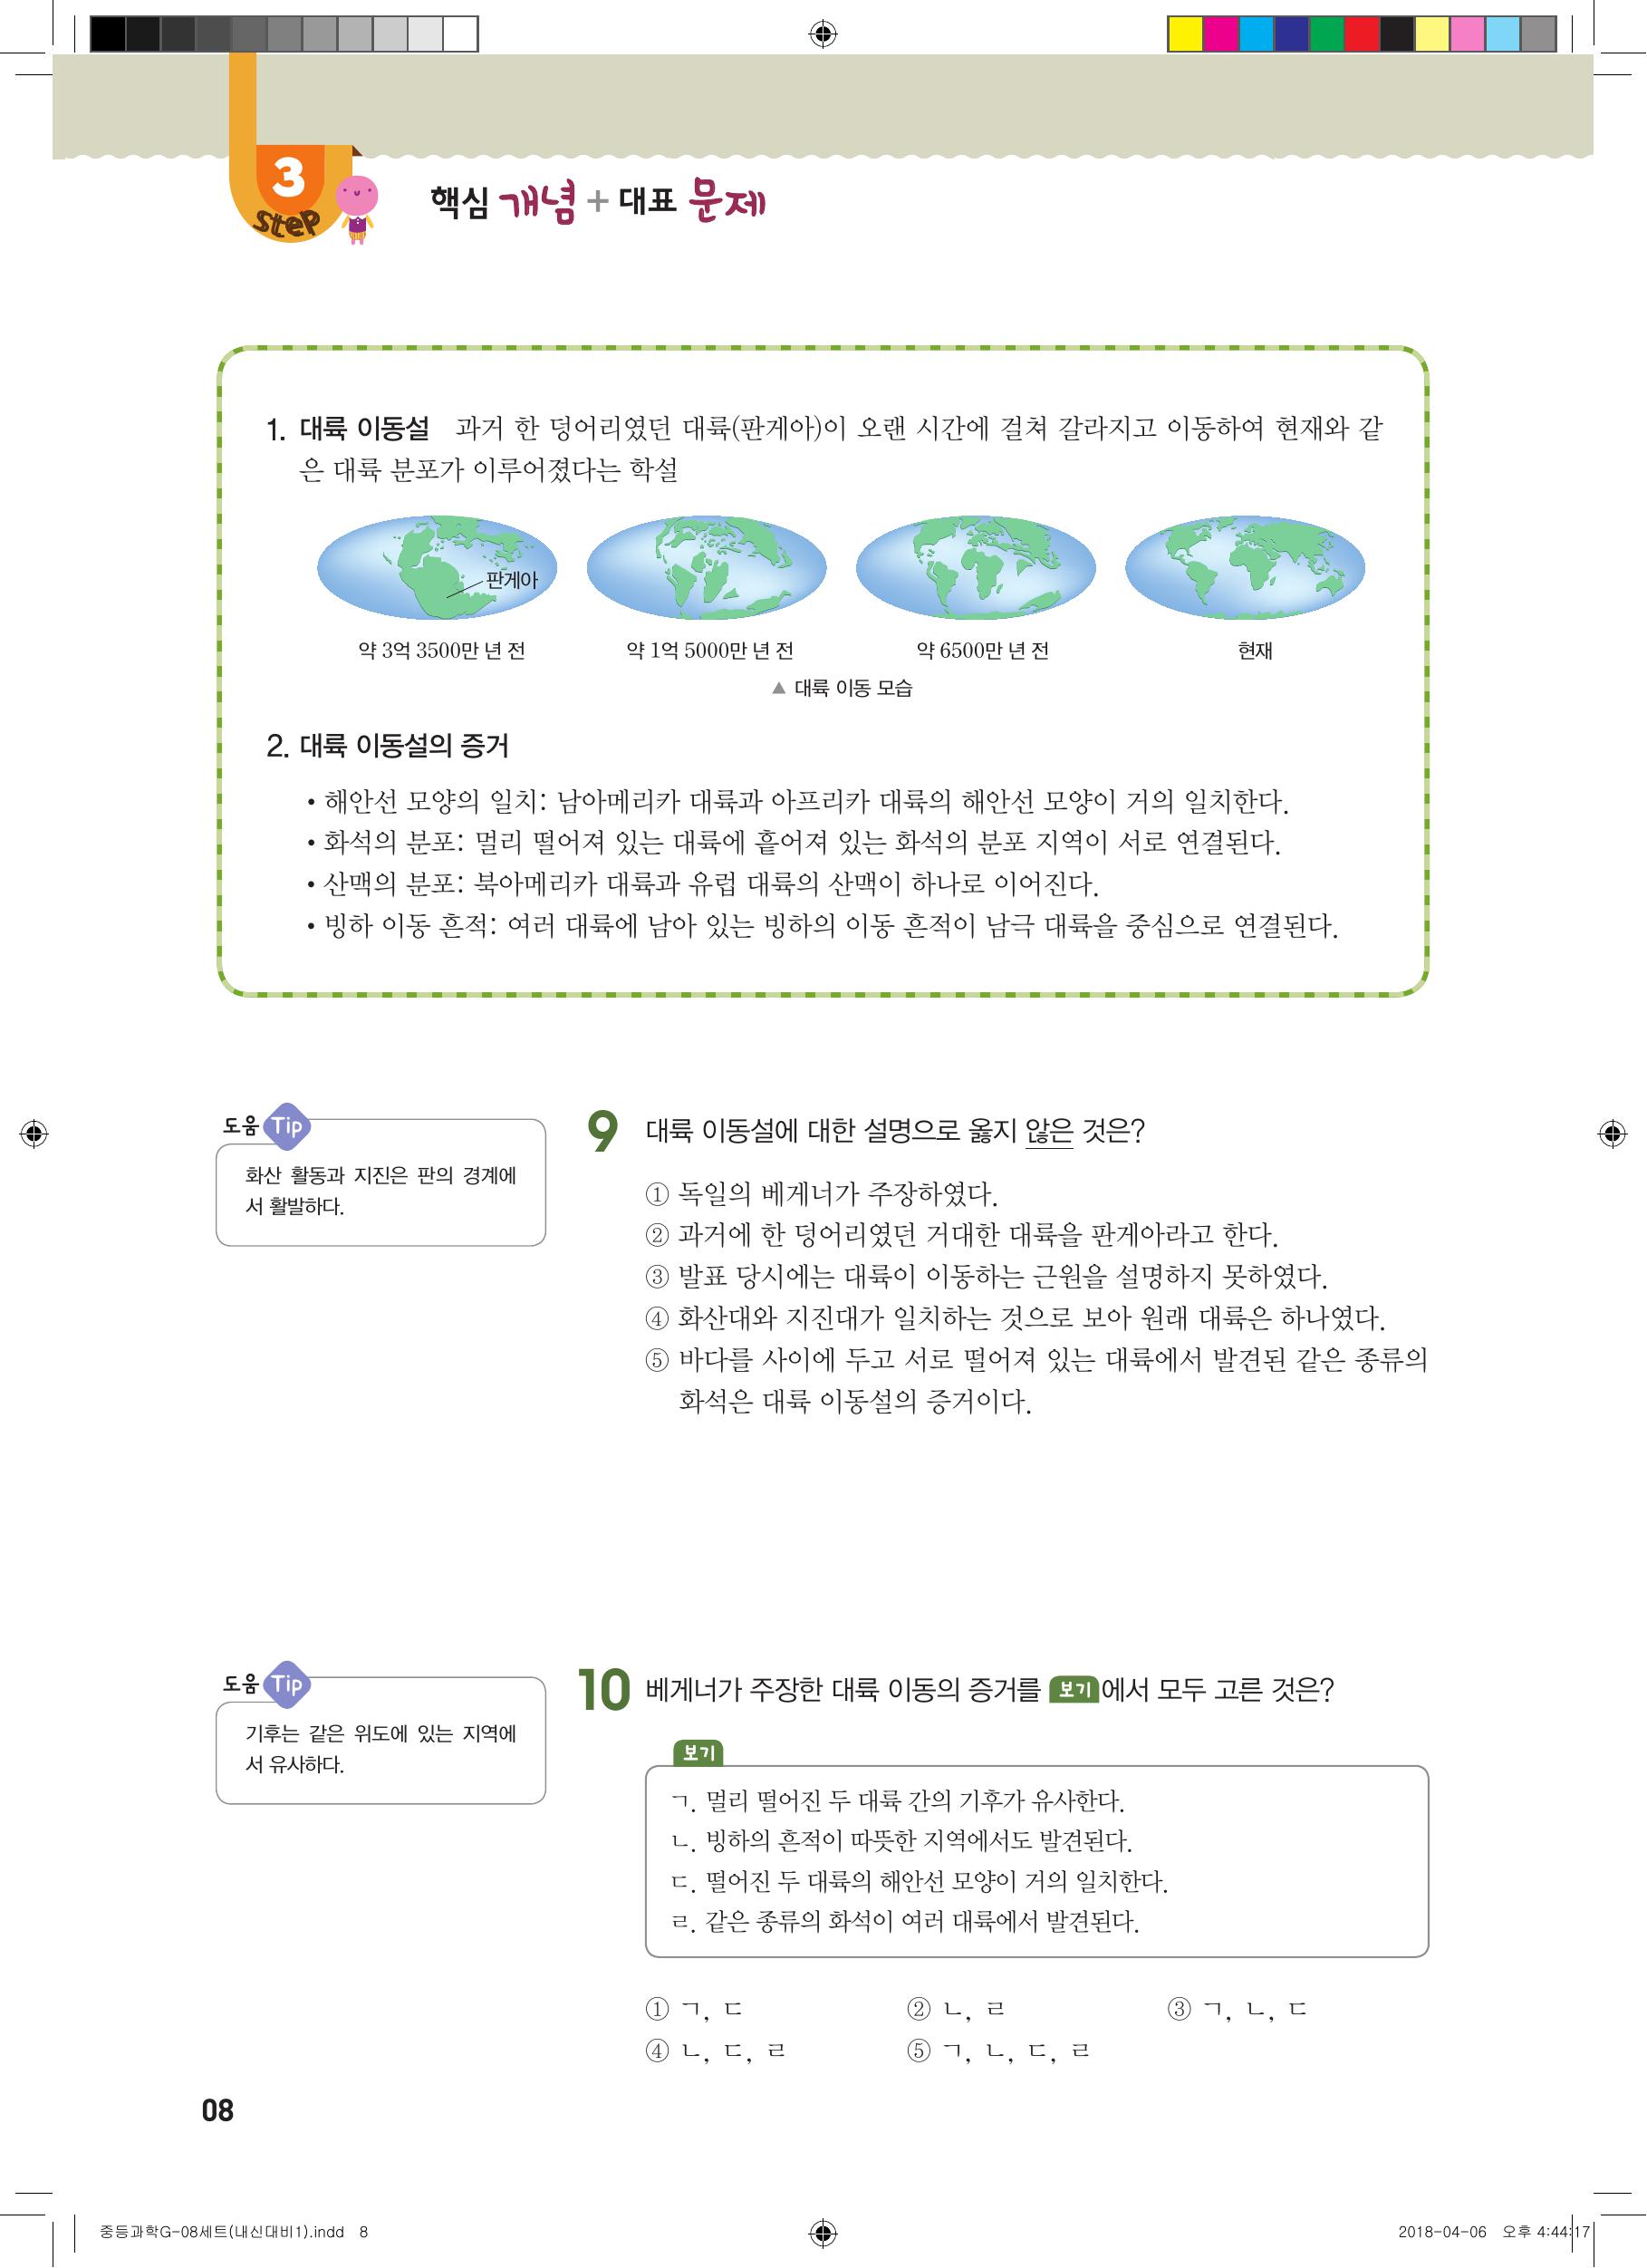 3
Step
핵심 개념 + 대표 문제
1. 대륙 이동설 과거 한 덩어리였던 대륙(판게아)이 오랜 시간에 걸쳐 갈라지고 이동하여 현재와 같
은 대륙 분포가 이루어졌다는 학설
판게아
약 3억 3500만 년 전
약 1억 5000만 년 전
약 6500만 년 전
현재
▲ 대륙 이동 모습
2. 대륙 이동설의 증거
• 해안선 모양의 일치: 남아메리카 대륙과 아프리카 대륙의 해안선 모양이 거의 일치한다.
• 화석의 분포: 멀리 떨어져 있는 대륙에 흩어져 있는 화석의 분포 지역이 서로 연결된다.
• 산맥의 분포: 북아메리카 대륙과 유럽 대륙의 산맥이 하나로 이어진다.
• 빙하 이동 흔적: 여러 대륙에 남아 있는 빙하의 이동 흔적이 남극 대륙을 중심으로 연결된다.
도움 Tip
화산 활동과 지진은 판의 경계에
서 활발하다.
9 대륙 이동설에 대한 설명으로 옳지 않은 것은?
① 독일의 베게너가 주장하였다.
② 과거에 한 덩어리였던 거대한 대륙을 판게아라고 한다.
③ 발표 당시에는 대륙이 이동하는 근원을 설명하지 못하였다.
④ 화산대와 지진대가 일치하는 것으로 보아 원래 대륙은 하나였다.
⑤ 바다를 사이에 두고 서로 떨어져 있는 대륙에서 발견된 같은 종류의
화석은 대륙 이동설의 증거이다.
도움 Tip
기후는 같은 위도에 있는 지역에
서 유사하다.
10 베게너가 주장한 대륙 이동의 증거를 보기에서 모두 고른 것은?
보기
ㄱ. 멀리 떨어진 두 대륙 간의 기후가 유사한다.
ㄴ. 빙하의 흔적이 따뜻한 지역에서도 발견된다.
ㄷ. 떨어진 두 대륙의 해안선 모양이 거의 일치한다.
ㄹ. 같은 종류의 화석이 여러 대륙에서 발견된다.
① ㄱ, ㄷ ② ㄴ, ㄹ ③ ㄱ, ㄴ, ㄷ
④ ㄴ, ㄷ, ㄹ ⑤ ㄱ, ㄴ, ㄷ, ㄹ
08
중등과학G-08세트(내신대비1).indd 8
2018-04-06 오후 4:44:17